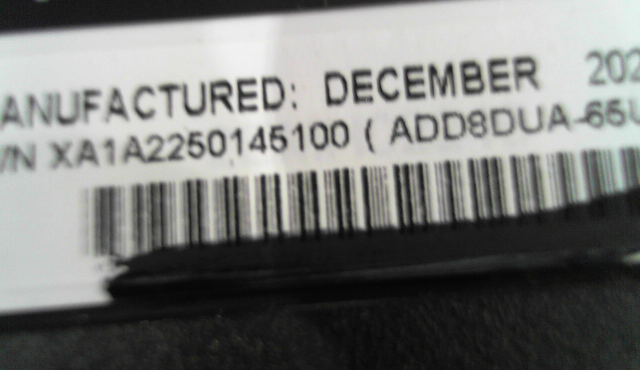 ANUFACTURED: DECEMBER 202
/N XA1A2250145100 ( ADD8DUA-65U